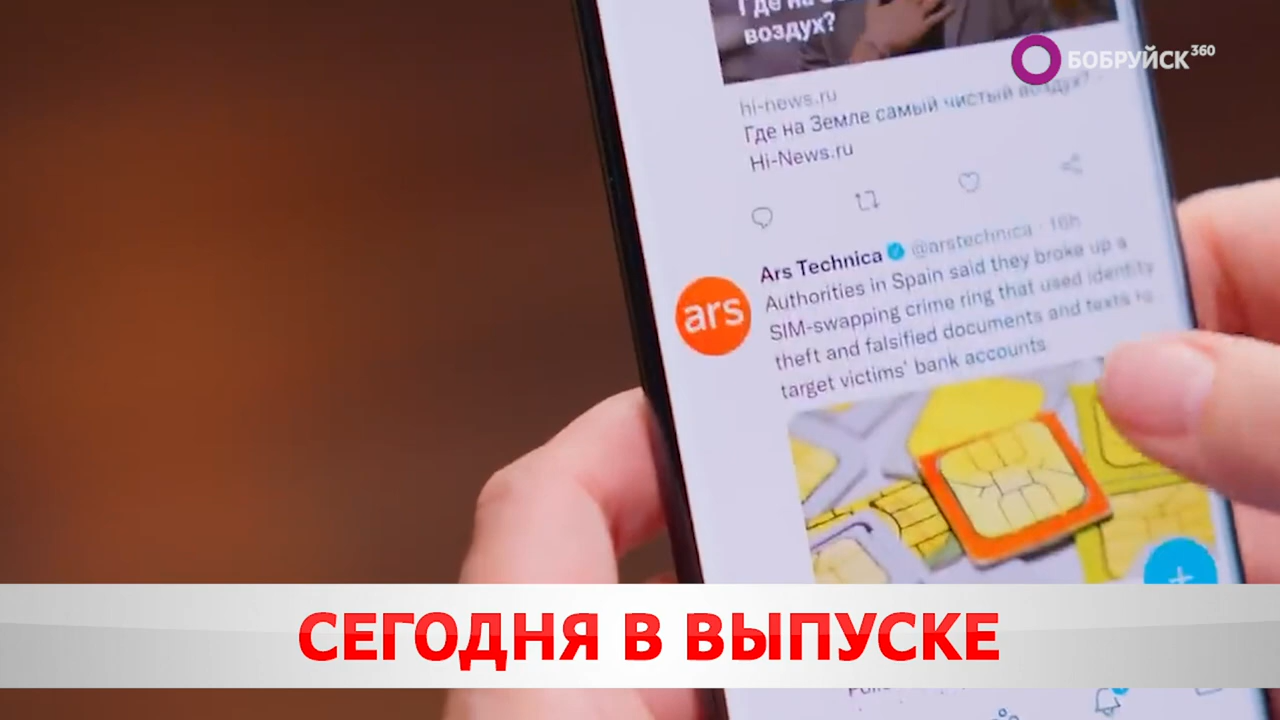 воздух?
БОБРУЙСК360
hi-news.ru
Где на Земле самый чистый воздух? -
Hi-News.ru
Ars Technica @arstechnica · 16h
Authorities in Spain said they broke up a
SIM-swapping crime ring that used identity
theft and falsified documents and texts to
target victims' bank accounts
ars
СЕГОДНЯ В ВЫПУСКЕ